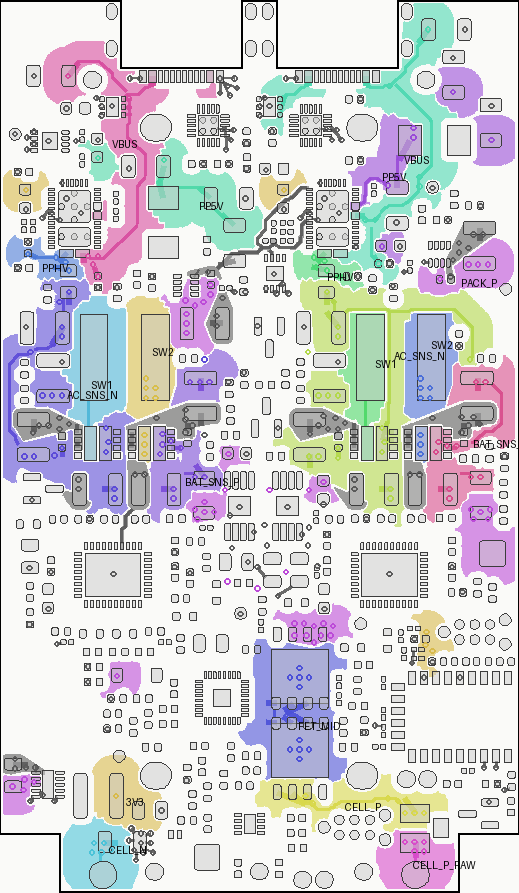 VBUS
VBUS
PP5V
PP5V
PPHV
PPHV
PACK_P
SW2
SW2
AC_SNS_N
SW1
SW1
AC_SNS_N
BAT_SNS_
BAT_SNS_P
FET_MID
3V3
CELL_P
CELL_N
CELL_P_RAW